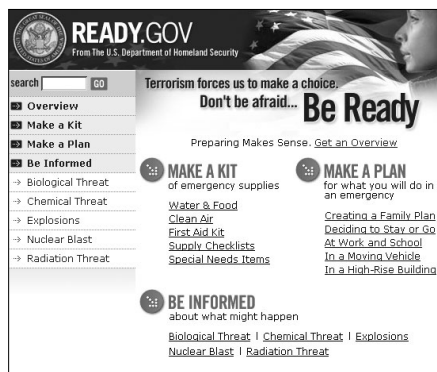 READY.GOV
From The U.S. Department of Homeland Security
search GO
Overview
Make a Kit
Make a Plan
Be Informed
Biological Threat
Chemical Threat
Explosions
Nuclear Blast
Radiation Threat
Terrorism forces us to make a choice.
Don't be afraid... Be Ready
Preparing Makes Sense. Get an Overview
MAKE A KIT
of emergency supplies
Water & Food
Clean Air
First Aid Kit
Supply Checklists
Special Needs Items
MAKE A PLAN
for what you will do in
an emergency
Creating a Family Plan
Deciding to Stay or Go
At Work and School
In a Moving Vehicle
In a High-Rise Building
BE INFORMED
about what might happen
Biological Threat | Chemical Threat | Explosions
Nuclear Blast | Radiation Threat